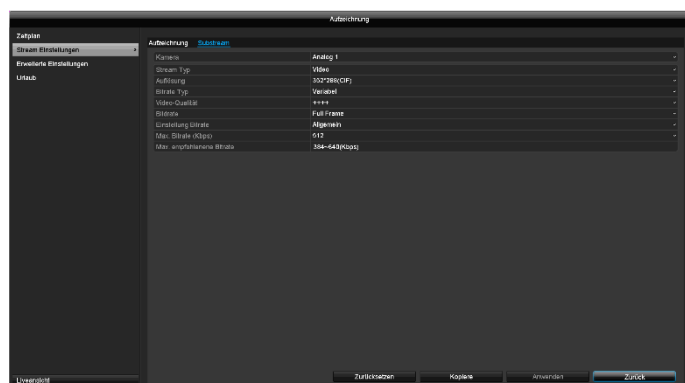 Aufzeichnung
Zeitplan
Stream Einstellungen
Erweiterte Einstellungen
Urlaub
Aufzeichnung Substream
Kamera Analog 1
Stream Typ Video
Auflösung 352*288(CIF)
Bitrate Typ Variabel
Video-Qualität ++++
Bildrate Full Frame
Einstellung Bitrate Allgemein
Max. Bitrate (Kbps) 512
Max. empfohlenene Bitrate 384~640(Kbps)
Liveansicht
Zurücksetzen Kopiere Anwenden Zurück